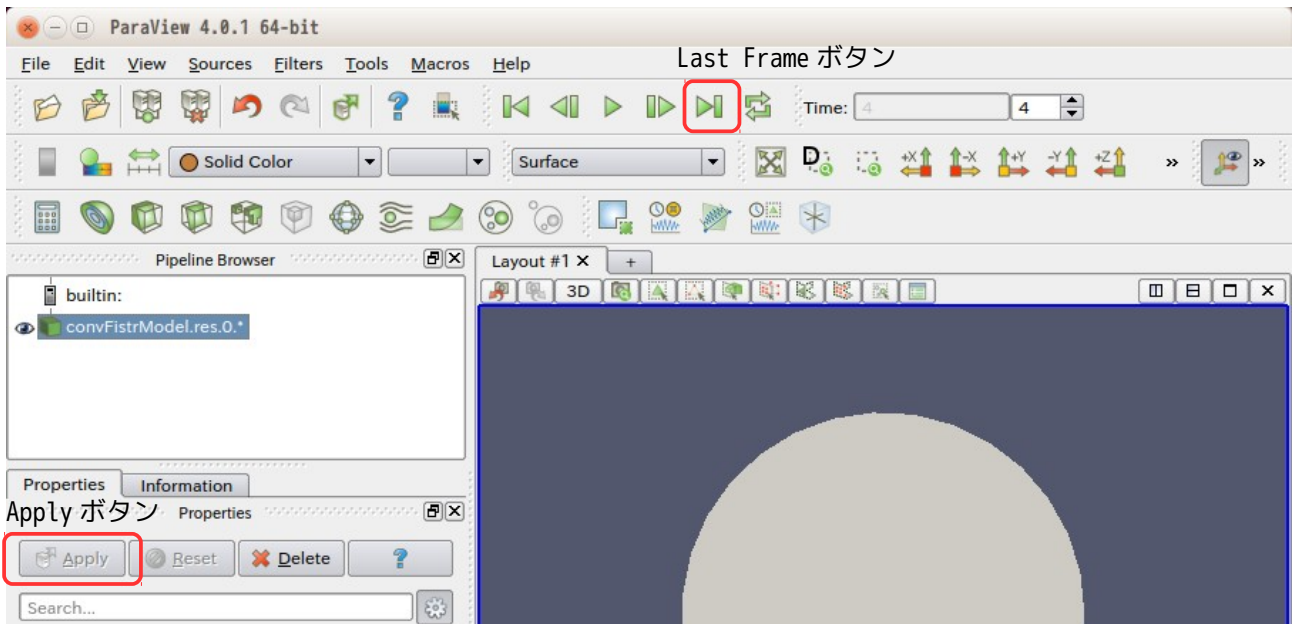 ParaView 4.0.1 64-bit
Last Frame ボタン
File Edit View Sources Filters Tools Macros Help
Time: 4 4
Solid Color Surface
+X -X +Y -Y +Z »  »
Pipeline Browser
Layout #1 +
builtin:
3D
convFistrModel.res.0.*
Properties Information
Apply ボタン Properties
Apply Reset Delete ?
Search...